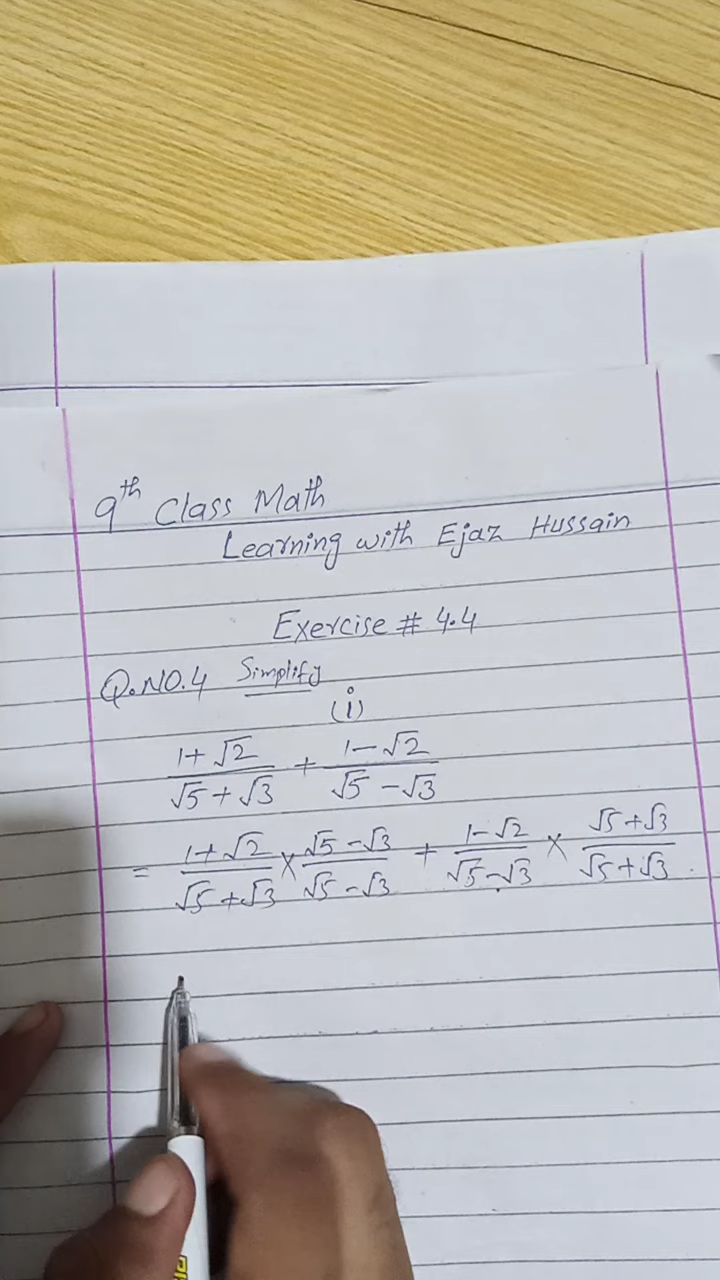 9th Class Math
Learning with Ejaz Hussain
Exercise # 4.4
Q.NO.4 Simplify
(i)
(1+√2)/(√5+√3) + (1-√2)/(√5-√3)
= (1+√2)/(√5+√3) × (√5-√3)/(√5-√3) + (1-√2)/(√5-√3) × (√5+√3)/(√5+√3).